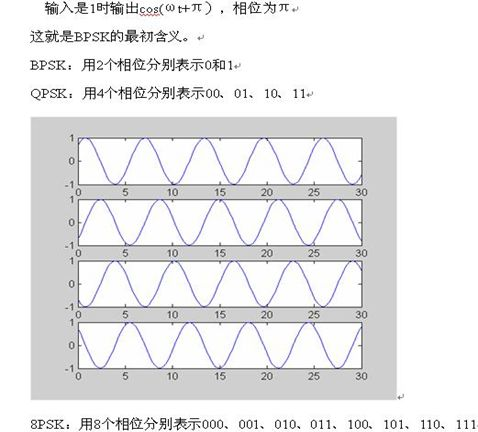 输入是1时输出cos(ωt+π)，相位为π
这就是BPSK的最初含义。
BPSK：用2个相位分别表示0和1
QPSK：用4个相位分别表示00、01、10、11
1
0
-1
0 5 10 15 20 25 30
1
0
-1
0 5 10 15 20 25 30
1
0
-1
0 5 10 15 20 25 30
1
0
-1
0 5 10 15 20 25 30
8PSK：用8个相位分别表示000、001、010、011、100、101、110、111